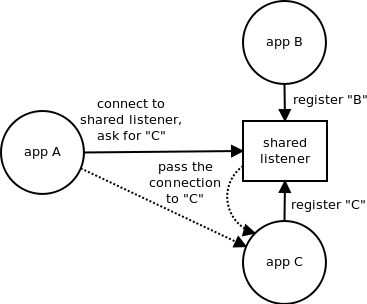 app B
connect to
shared listener,
ask for "C"
register "B"
app A
shared
listener
pass the
connection
to "C"
register "C"
app C